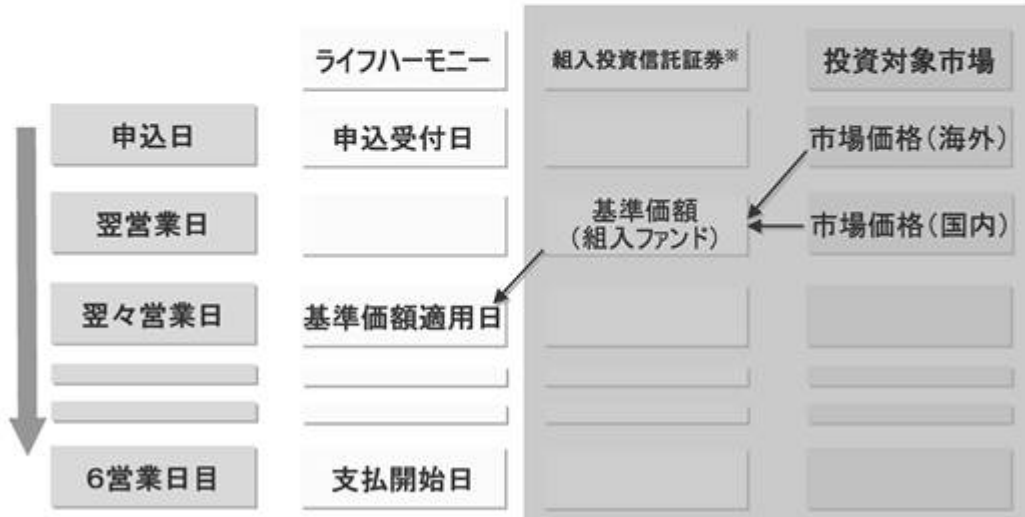 ライフハーモニー
組入投資信託証券※
投資対象市場
申込日
申込受付日
市場価格(海外)
翌営業日
基準価額
(組入ファンド)
市場価格(国内)
翌々営業日
基準価額適用日
6営業日目
支払開始日